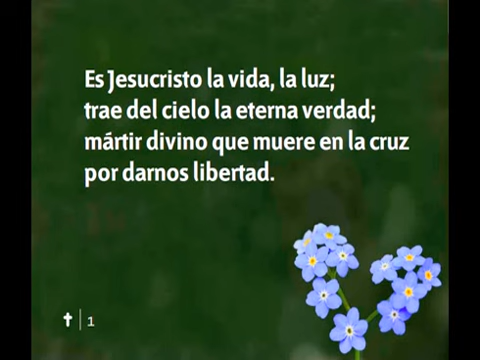 Es Jesucristo la vida, la luz;
trae del cielo la eterna verdad;
mártir divino que muere en la cruz
por darnos libertad.
✝ | 1